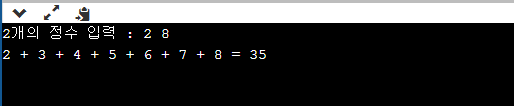 2개의 정수 입력 : 2 8
2 + 3 + 4 + 5 + 6 + 7 + 8 = 35